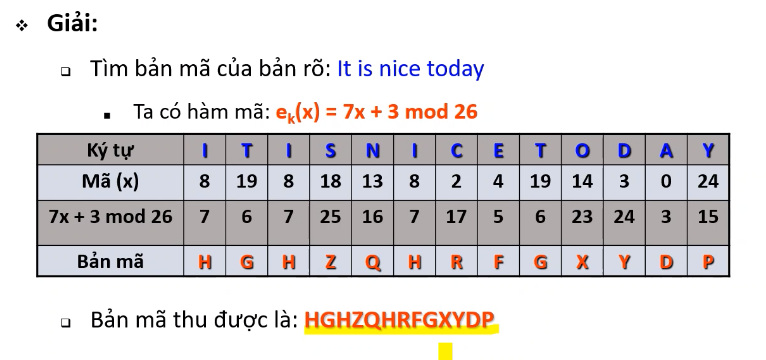 Giải:
Tìm bản mã của bản rõ: It is nice today
Ta có hàm mã: ek(x) = 7x + 3 mod 26
Ký tự I T I S N I C E T O D A Y
Mã (x) 8 19 8 18 13 8 2 4 19 14 3 0 24
7x + 3 mod 26 7 6 7 25 16 7 17 5 6 23 24 3 15
Bản mã H G H Z Q H R F G X Y D P
Bản mã thu được là: HGHZQHRFGXYDP